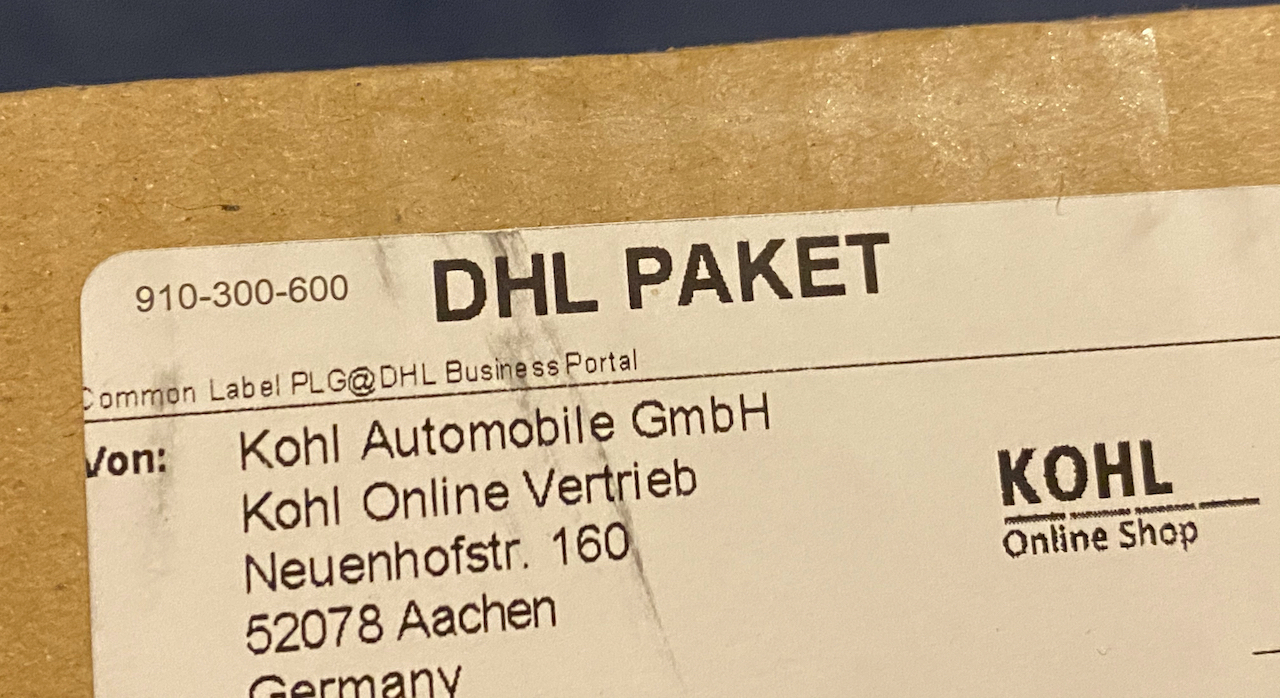 910-300-600
DHL PAKET
Common Label PLG@DHL Business Portal
Von:
Kohl Automobile GmbH
Kohl Online Vertrieb
Neuenhofstr. 160
52078 Aachen
Germany
KOHL
Online Shop